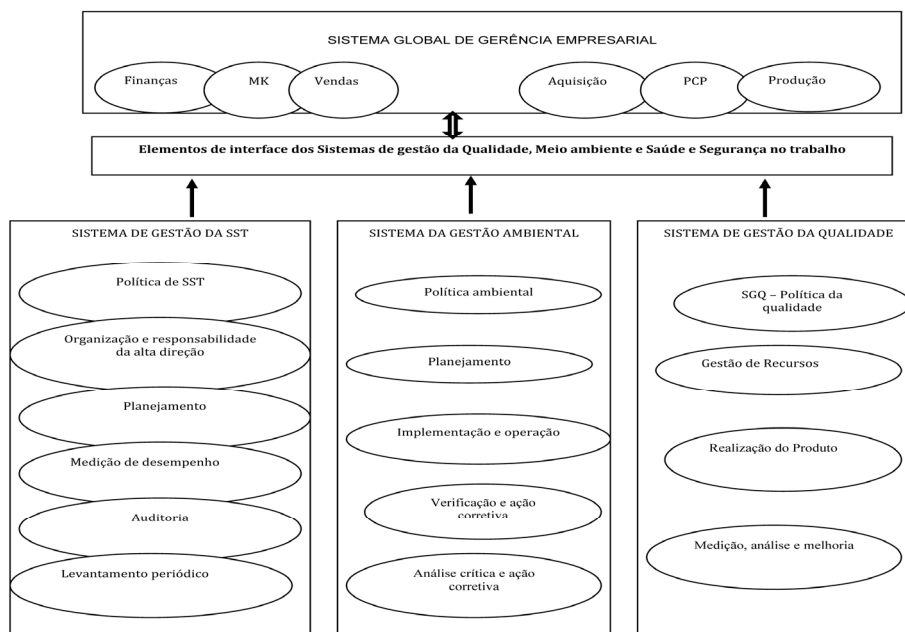 SISTEMA GLOBAL DE GERÊNCIA EMPRESARIAL
Finanças
MK
Vendas
Aquisição
PCP
Produção
Elementos de interface dos Sistemas de gestão da Qualidade, Meio ambiente e Saúde e Segurança no trabalho
SISTEMA DE GESTÃO DA SST
Política de SST
Organização e responsabilidade
da alta direção
Planejamento
Medição de desempenho
Auditoria
Levantamento periódico
SISTEMA DA GESTÃO AMBIENTAL
Política ambiental
Planejamento
Implementação e operação
Verificação e ação
corretiva
Análise crítica e ação
corretiva
SISTEMA DE GESTÃO DA QUALIDADE
SGQ – Política da
qualidade
Gestão de Recursos
Realização do Produto
Medição, análise e melhoria